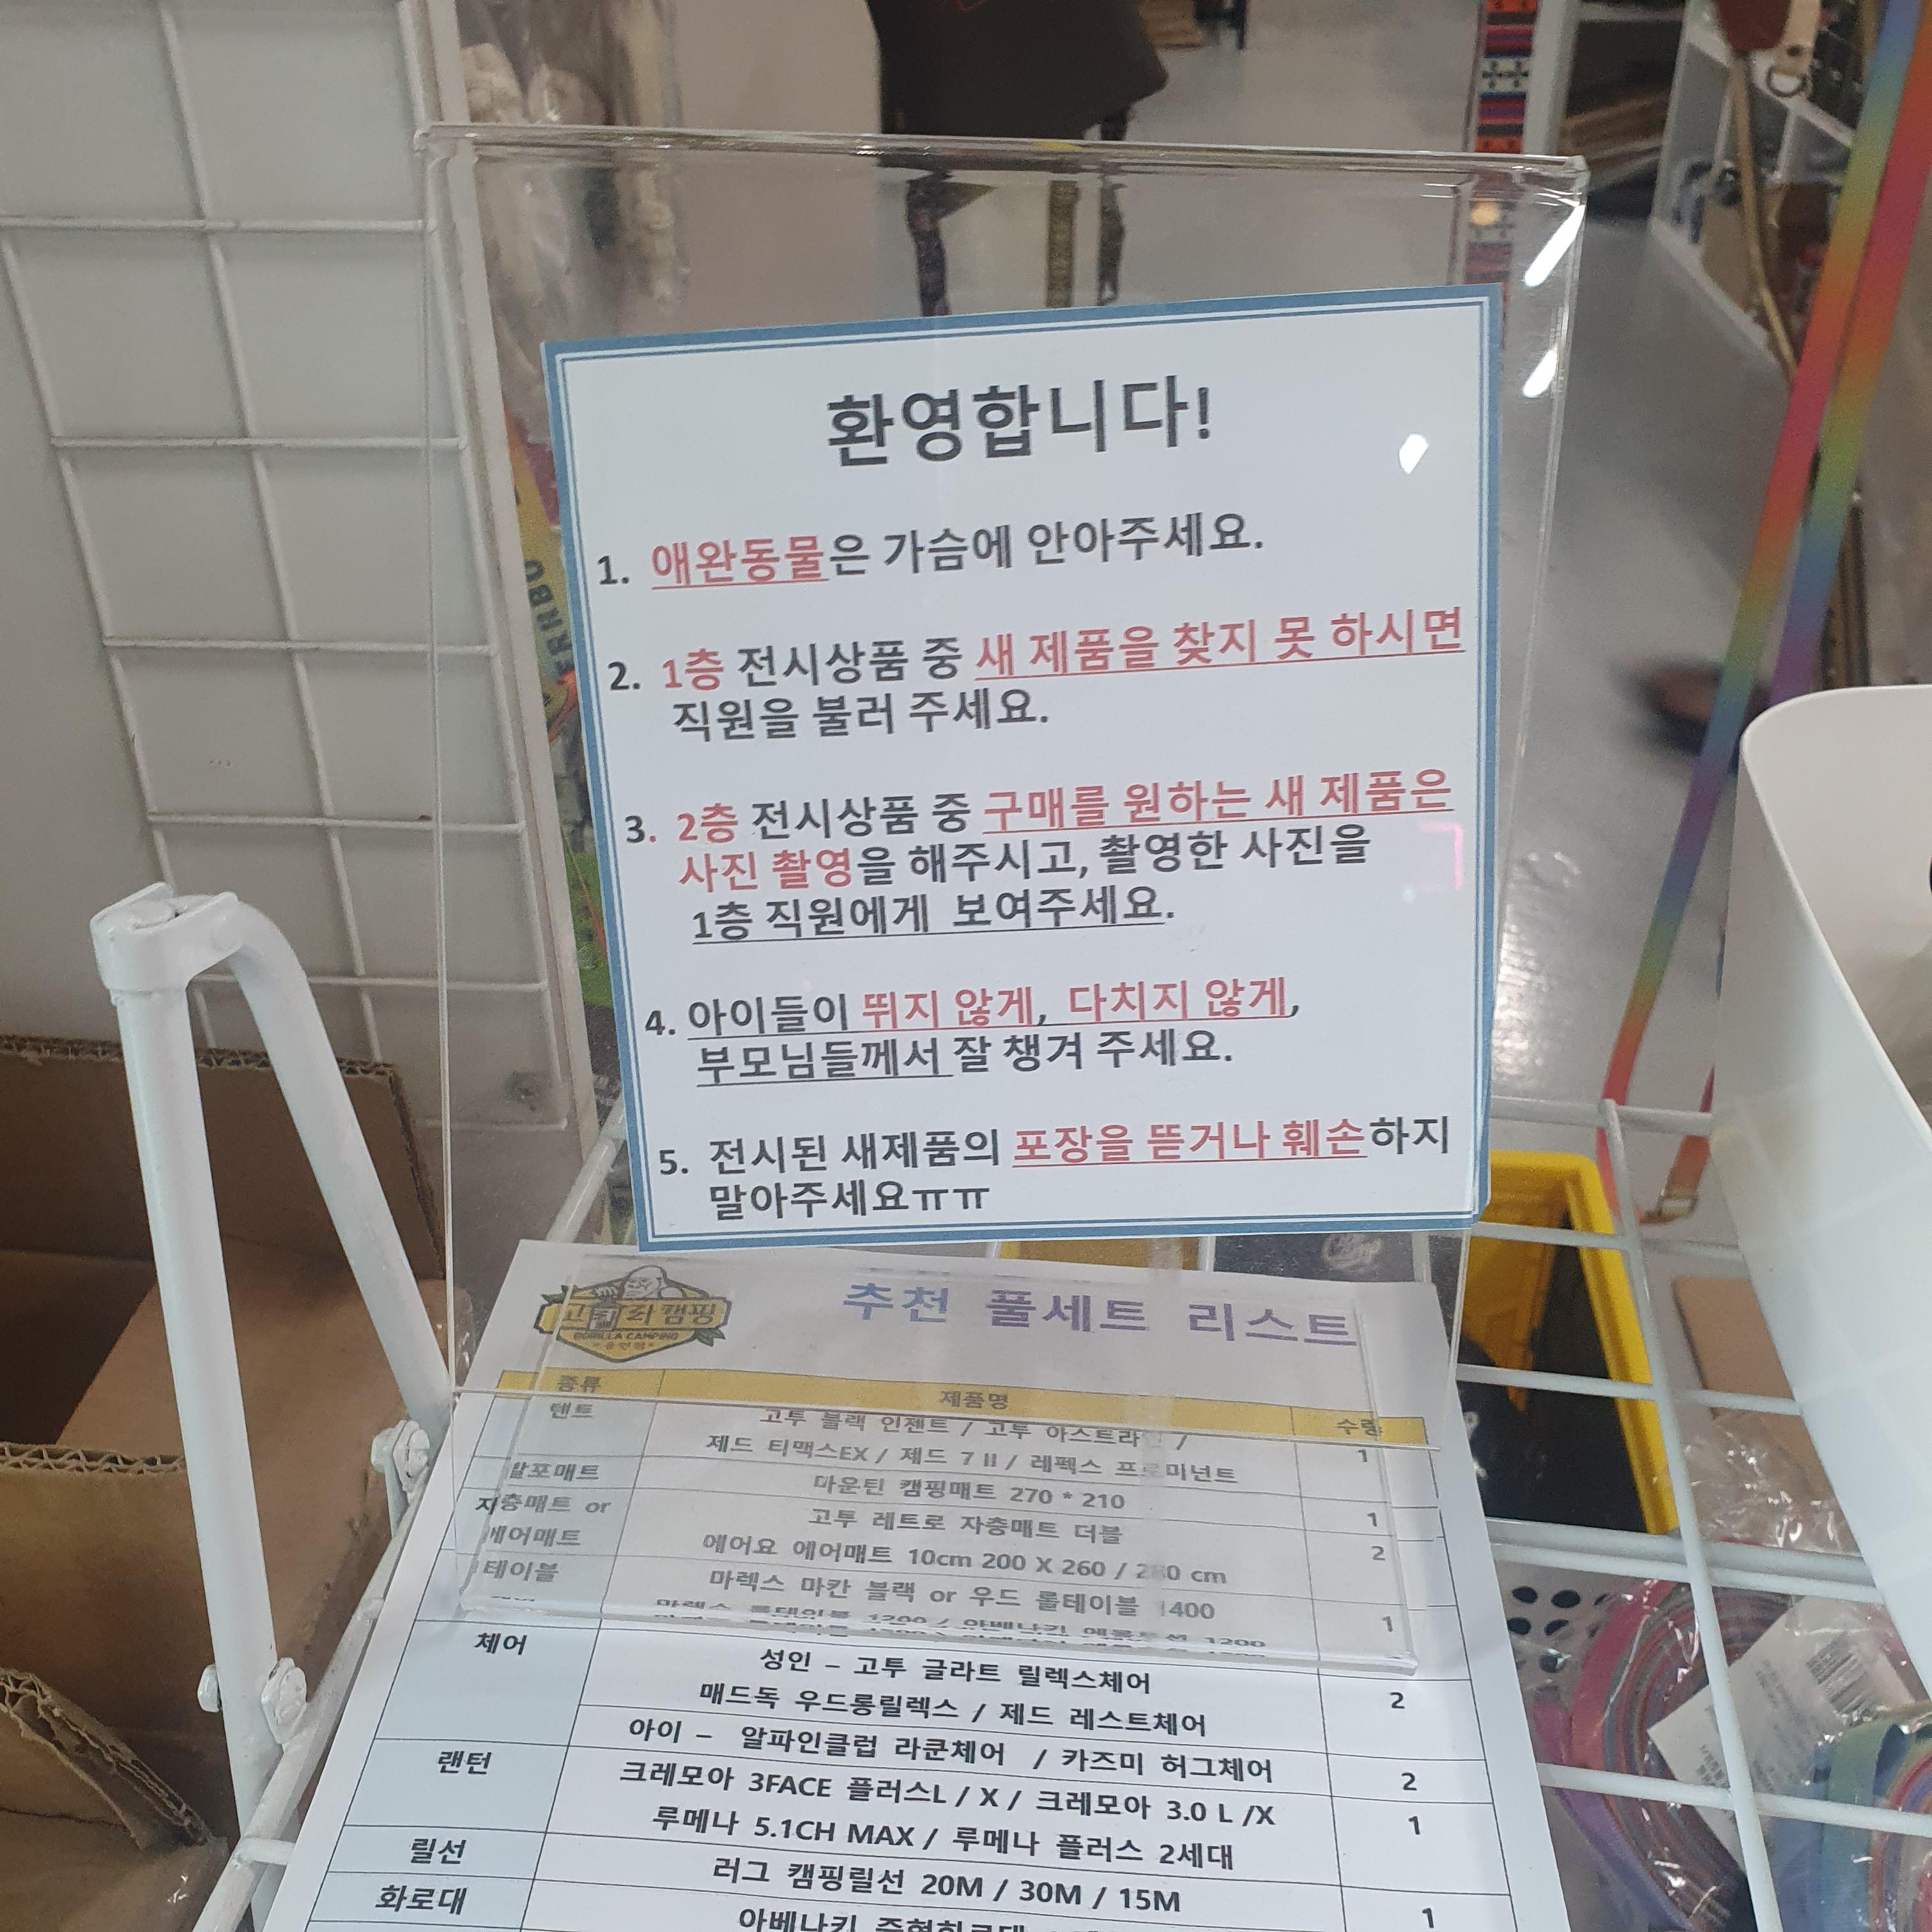 환영합니다!
1. 애완동물은 가슴에 안아주세요.
2. 1층 전시상품 중 새 제품을 찾지 못 하시면
직원을 불러 주세요.
3. 2층 전시상품 중 구매를 원하는 새 제품은
사진 촬영을 해주시고, 촬영한 사진을
1층 직원에게 보여주세요.
4. 아이들이 뛰지 않게, 다치지 않게,
부모님들께서 잘 챙겨 주세요.
5. 전시된 새제품의 포장을 뜯거나 훼손하지
말아주세요ㅠㅠ
고릴라캠핑
GORILLA CAMPING
추천 풀세트 리스트
종류 제품명 수량
텐트 고투 블랙 인젠트 / 고투 /
제드 티맥스EX / 제드 7 II / 레펙스 프로미넌트 1
발포매트 마운틴 캠핑매트 270 * 210 1
자충매트 or 고투 레트로 자충매트 더블 2
에어매트 에어요 에어매트 10cm 200 X 260 / cm
테이블 마렉스 마칸 블랙 or 우드 롤테이블 1400 1
마렉스 롤테이블 1200 / 1200
체어 성인 – 고투 글라트 릴렉스체어 2
매드독 우드롱릴렉스 / 제드 레스트체어
아이 – 알파인클럽 라쿤체어 / 카즈미 허그체어 2
랜턴 크레모아 3FACE 플러스L / X / 크레모아 3.0 L /X 1
루메나 5.1CH MAX / 루메나 플러스 2세대
릴선 러그 캠핑릴선 20M / 30M / 15M 1
화로대 아베나키